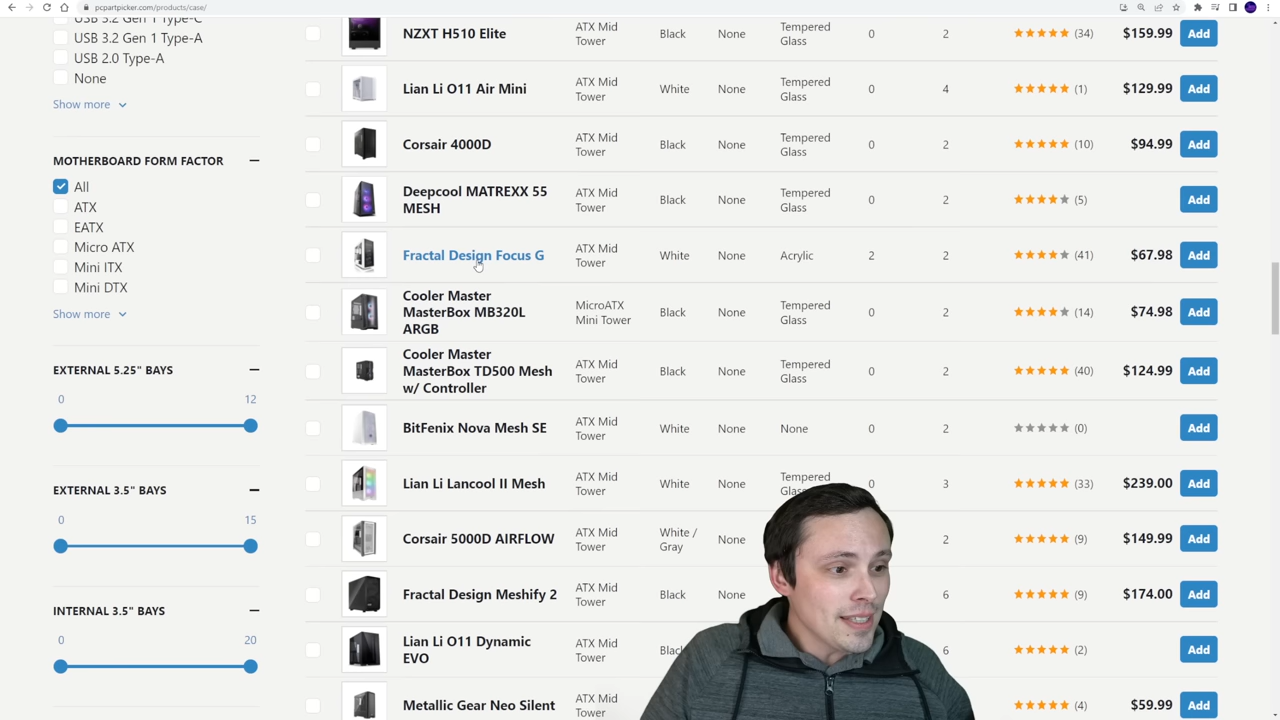 pcpartpicker.com/products/case/
USB 3.2 Gen 1 Type-C
USB 3.2 Gen 1 Type-A
USB 2.0 Type-A
None
Show more
MOTHERBOARD FORM FACTOR
All
ATX
EATX
Micro ATX
Mini ITX
Mini DTX
Show more
EXTERNAL 5.25" BAYS
0 12
EXTERNAL 3.5" BAYS
0 15
INTERNAL 3.5" BAYS
0 20
NZXT H510 Elite
ATX Mid
Tower
Black
None
Tempered
Glass
0
2
(34)
$159.99
Add
Lian Li O11 Air Mini
ATX Mid
Tower
White
None
Tempered
Glass
0
4
(1)
$129.99
Add
Corsair 4000D
ATX Mid
Tower
Black
None
Tempered
Glass
0
2
(10)
$94.99
Add
Deepcool MATREXX 55
MESH
ATX Mid
Tower
Black
None
Tempered
Glass
0
2
(5)
Add
Fractal Design Focus G
ATX Mid
Tower
White
None
Acrylic
2
2
(41)
$67.98
Add
Cooler Master
MasterBox MB320L
ARGB
MicroATX
Mini Tower
Black
None
Tempered
Glass
0
2
(14)
$74.98
Add
Cooler Master
MasterBox TD500 Mesh
w/ Controller
ATX Mid
Tower
Black
None
Tempered
Glass
0
2
(40)
$124.99
Add
BitFenix Nova Mesh SE
ATX Mid
Tower
White
None
None
0
2
(0)
Add
Lian Li Lancool II Mesh
ATX Mid
Tower
White
None
Tempered
0
3
(33)
$239.00
Add
Corsair 5000D AIRFLOW
ATX Mid
Tower
White /
Gray
None
2
(9)
$149.99
Add
Fractal Design Meshify 2
ATX Mid
Tower
Black
None
6
(9)
$174.00
Add
Lian Li O11 Dynamic
EVO
ATX Mid
Tower
6
(2)
Add
Metallic Gear Neo Silent
ATX Mid
(4)
$59.99
Add